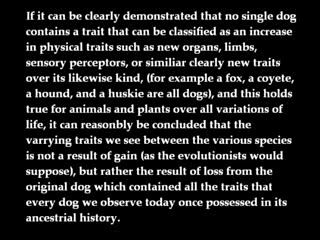 If it can be clearly demonstrated that no single dog
contains a trait that can be classified as an increase
in physical traits such as new organs, limbs,
sensory perceptors, or similiar clearly new traits
over its likewise kind, (for example a fox, a coyete,
a hound, and a huskie are all dogs), and this holds
true for animals and plants over all variations of
life, it can reasonbly be concluded that the
varrying traits we see between the various species
is not a result of gain (as the evolutionists would
suppose), but rather the result of loss from the
original dog which contained all the traits that
every dog we observe today once possessed in its
ancestrial history.